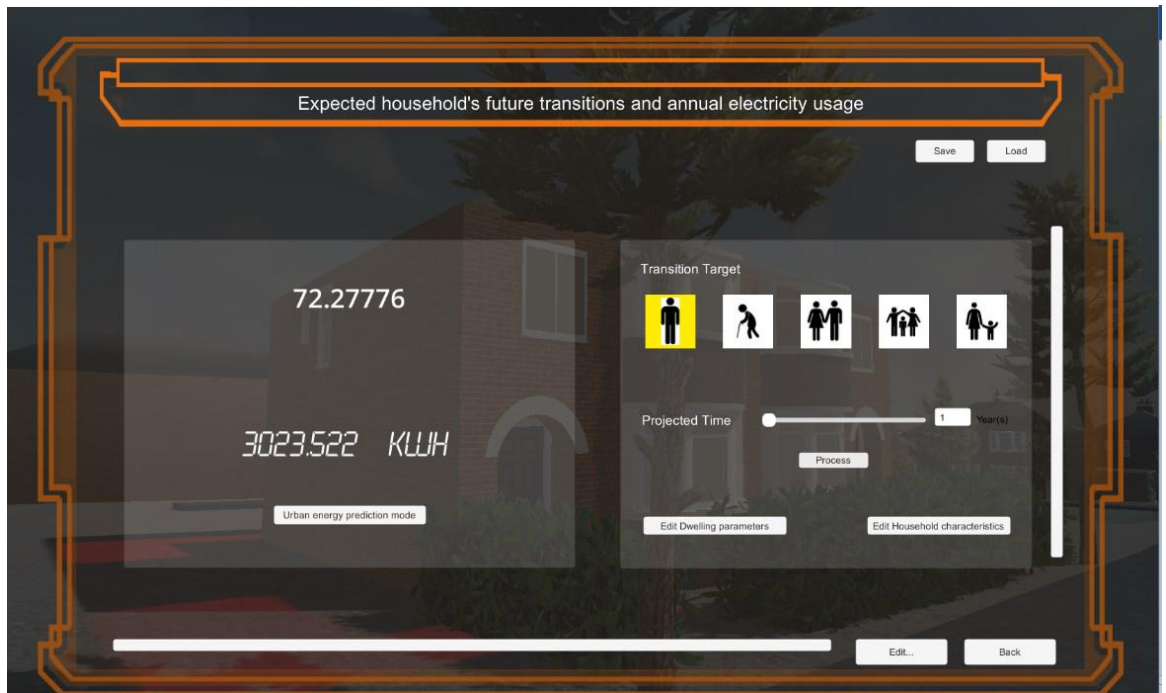 Expected household's future transitions and annual electricity usage
Save Load
72.27776
3023.522 KWH
Urban energy prediction mode
Transition Target
Projected Time 1 Year(s)
Process
Edit Dwelling parameters Edit Household characteristics
Edit... Back